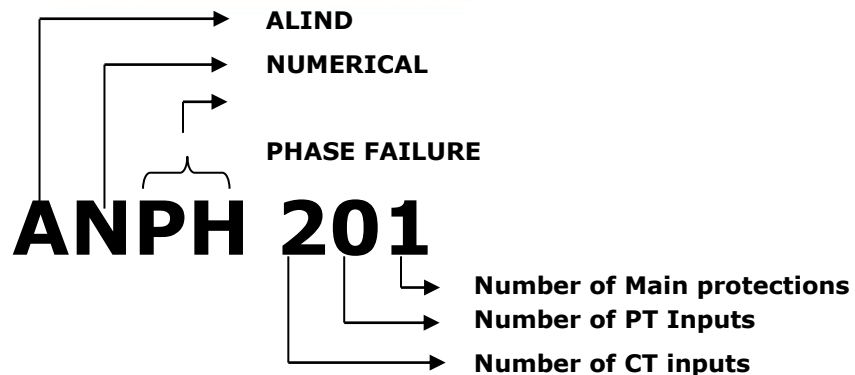 ALIND
NUMERICAL
PHASE FAILURE
ANPH 201
Number of Main protections
Number of PT Inputs
Number of CT inputs